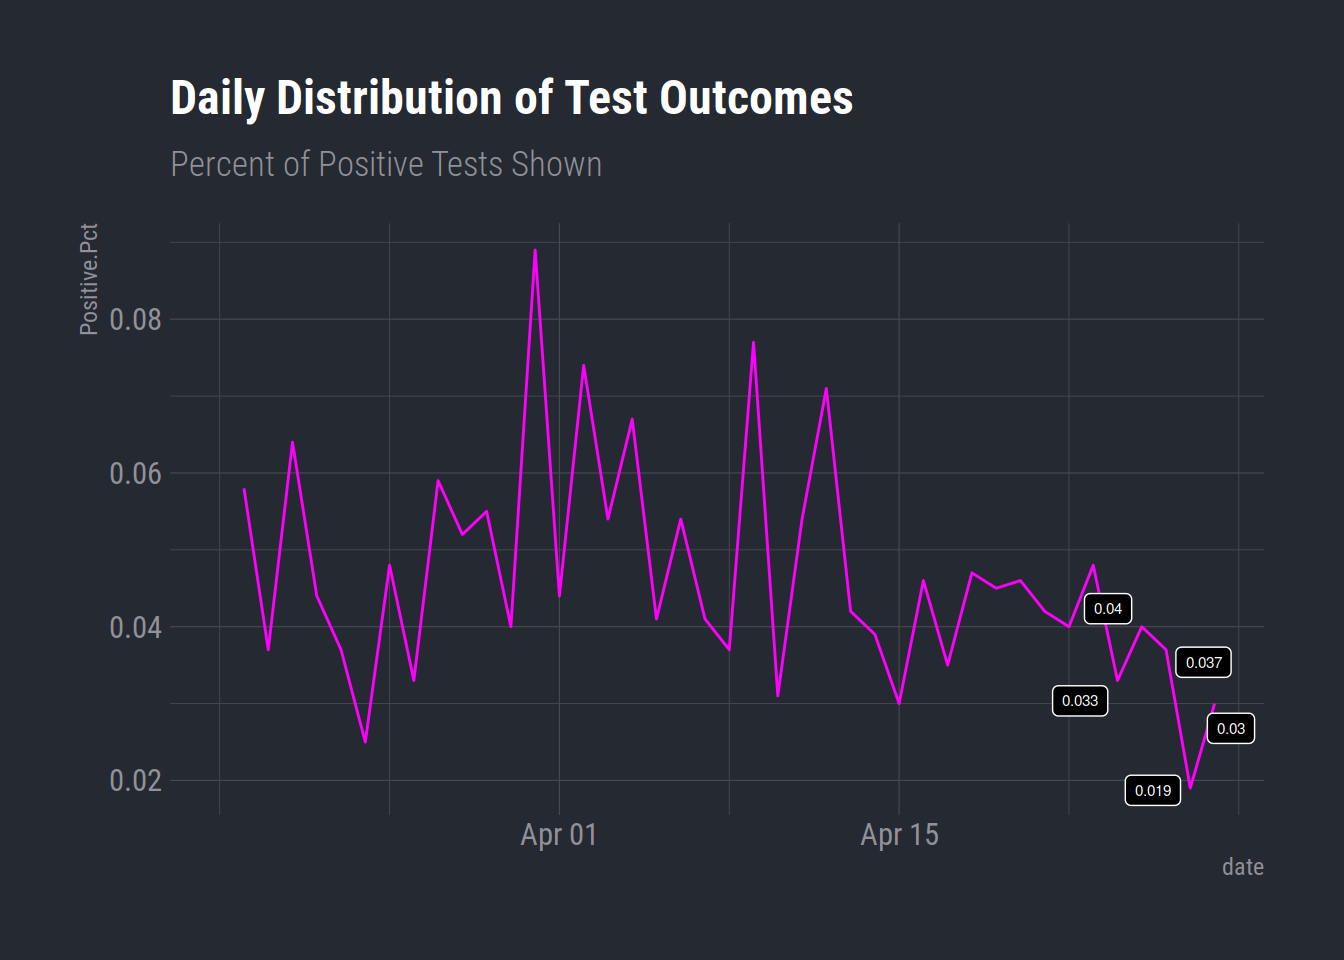 Daily Distribution of Test Outcomes
Percent of Positive Tests Shown
Positive.Pct
0.08
0.06
0.04
0.02
0.04
0.037
0.033
0.03
0.019
Apr 01
Apr 15
date